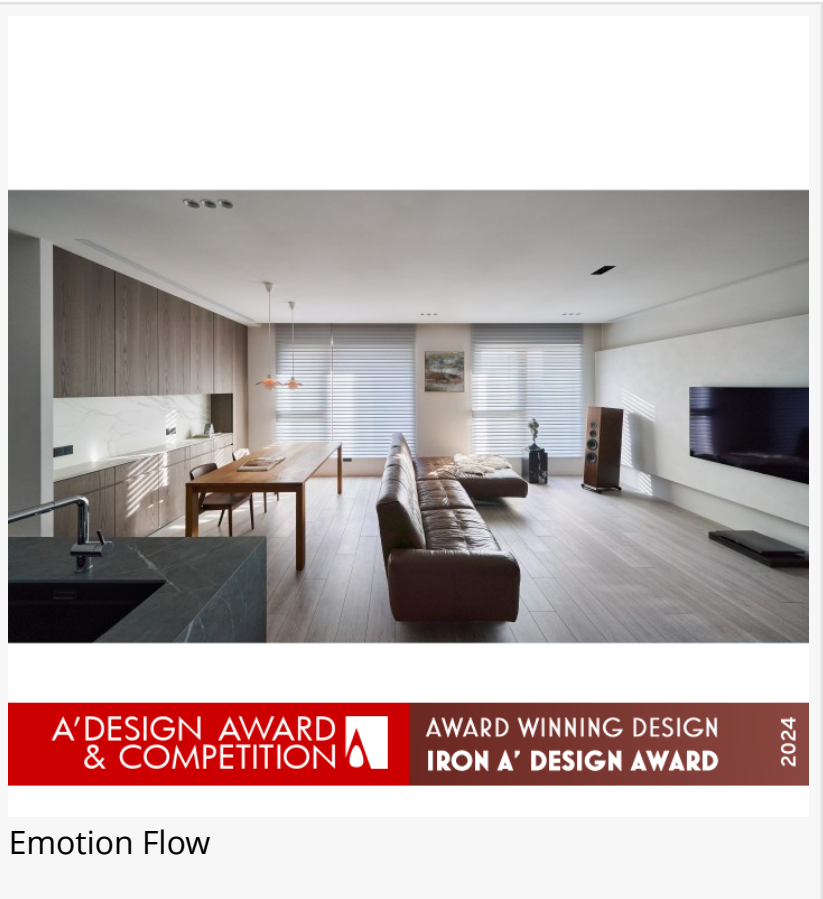 A'DESIGN AWARD
& COMPETITION
AWARD WINNING DESIGN
IRON A' DESIGN AWARD
2024
Emotion Flow